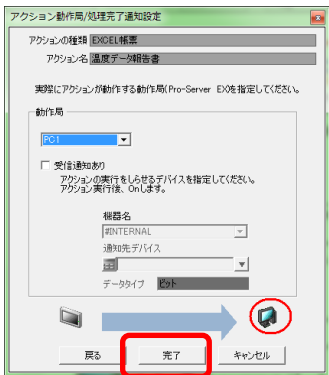 アクション動作局/処理完了通知設定
アクションの種類 EXCEL帳票
アクション名 温度データ報告書
実際にアクションが動作する動作局(Pro-Server EX)を指定してください。
動作局
PC1
受信通知あり
アクションの実行をしらせるデバイスを指定してください。
アクション実行後、Onします。
機器名
#INTERNAL
通知先デバイス
データタイプ ビット
戻る 完了 キャンセル